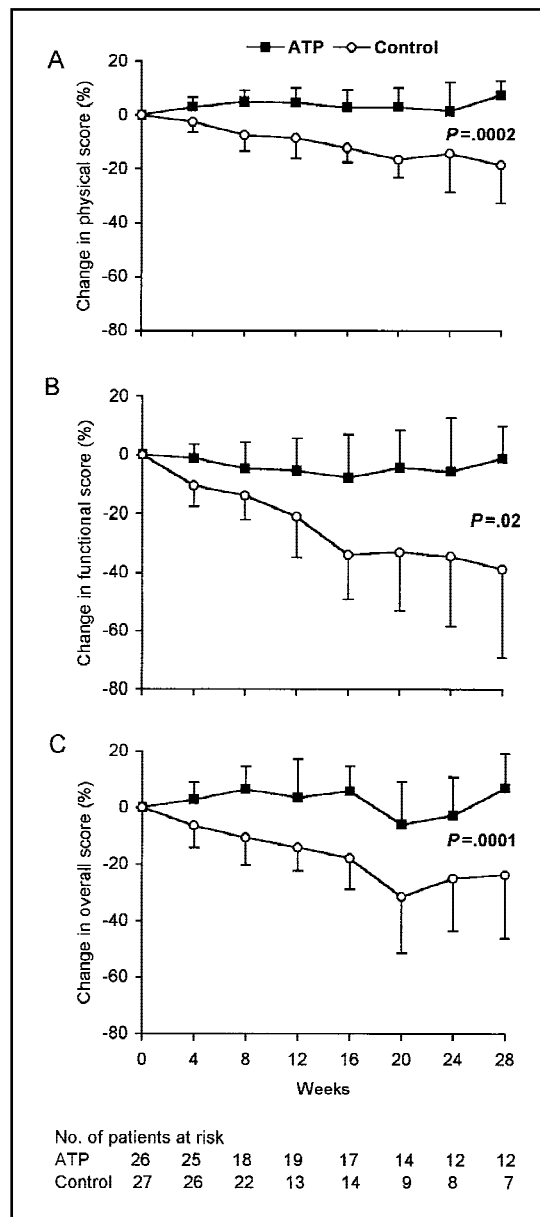 ATP Control
A
20
0
-20
-40
-60
-80
Change in physical score (%)
P=.0002
B
20
0
-20
-40
-60
-80
Change in functional score (%)
P=.02
C
20
0
-20
-40
-60
-80
Change in overall score (%)
P=.0001
0 4 8 12 16 20 24 28
Weeks
No. of patients at risk
ATP 26 25 18 19 17 14 12 12
Control 27 26 22 13 14 9 8 7